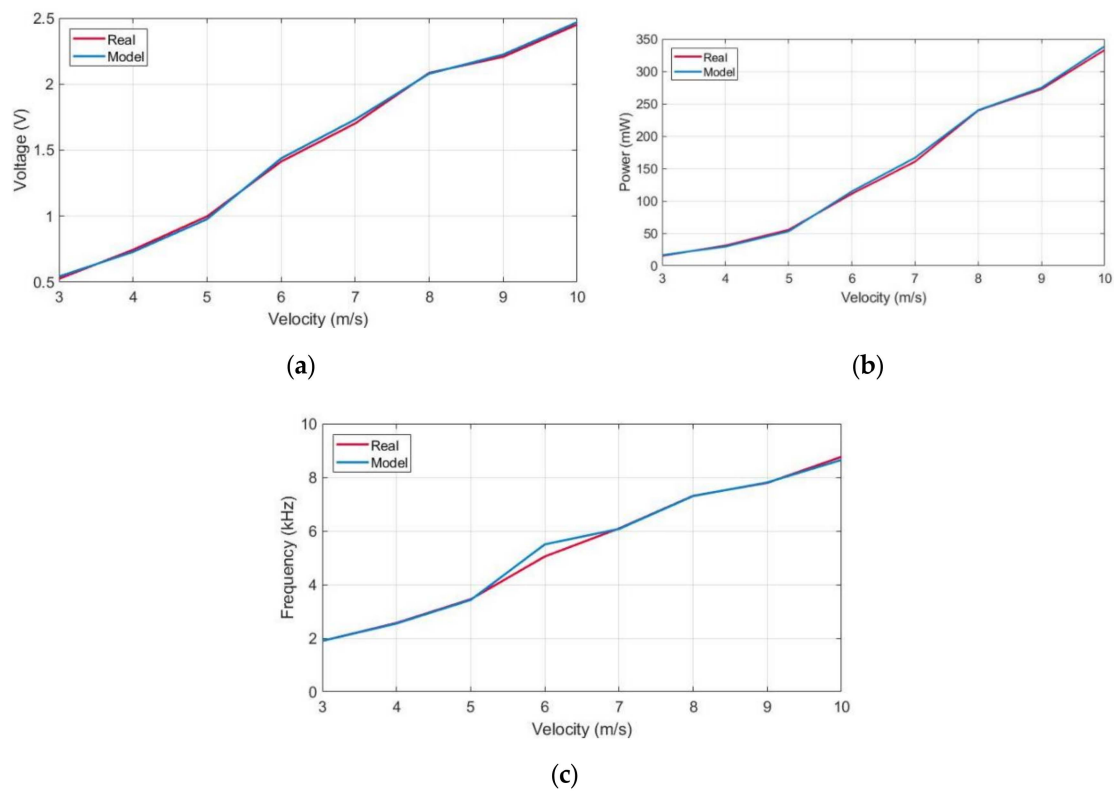 2.5
2
1.5
1
0.5
Voltage (V)
Real
Model
3 4 5 6 7 8 9 10
Velocity (m/s)
(a)
350
300
250
200
150
100
50
0
Power (mW)
Real
Model
3 4 5 6 7 8 9 10
Velocity (m/s)
(b)
10
8
6
4
2
0
Frequency (kHz)
Real
Model
3 4 5 6 7 8 9 10
Velocity (m/s)
(c)